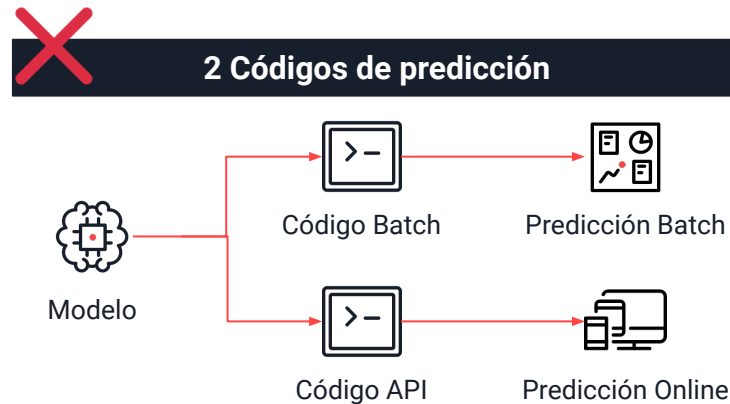 2 Códigos de predicción
Código Batch
Predicción Batch
Modelo
Código API
Predicción Online